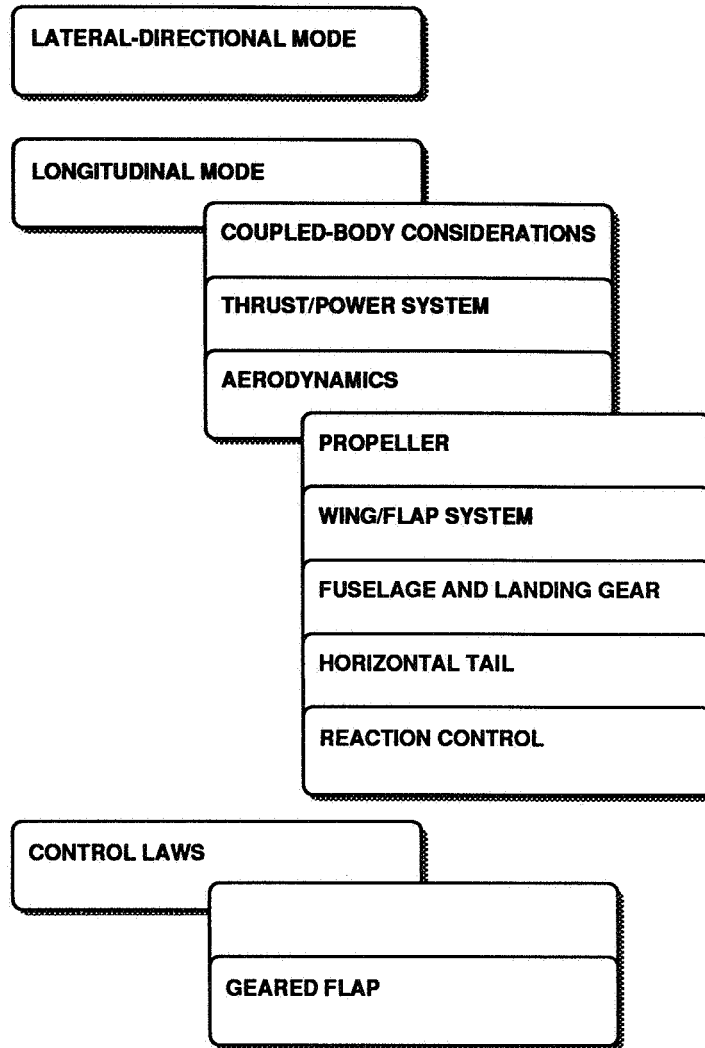 LATERAL-DIRECTIONAL MODE
LONGITUDINAL MODE
COUPLED-BODY CONSIDERATIONS
THRUST/POWER SYSTEM
AERODYNAMICS
PROPELLER
WING/FLAP SYSTEM
FUSELAGE AND LANDING GEAR
HORIZONTAL TAIL
REACTION CONTROL
CONTROL LAWS
GEARED FLAP